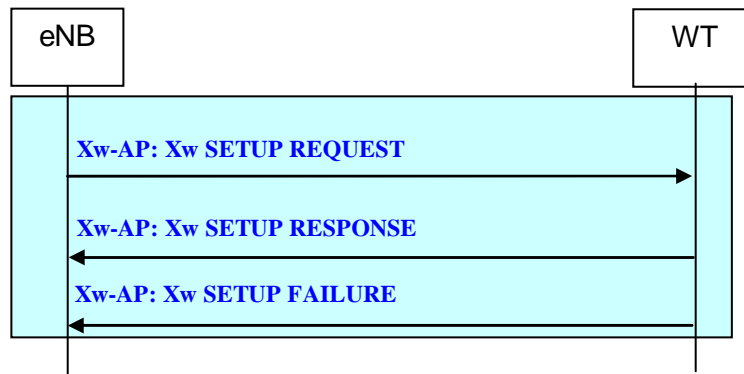 eNB
WT
Xw-AP: Xw SETUP REQUEST
Xw-AP: Xw SETUP RESPONSE
Xw-AP: Xw SETUP FAILURE